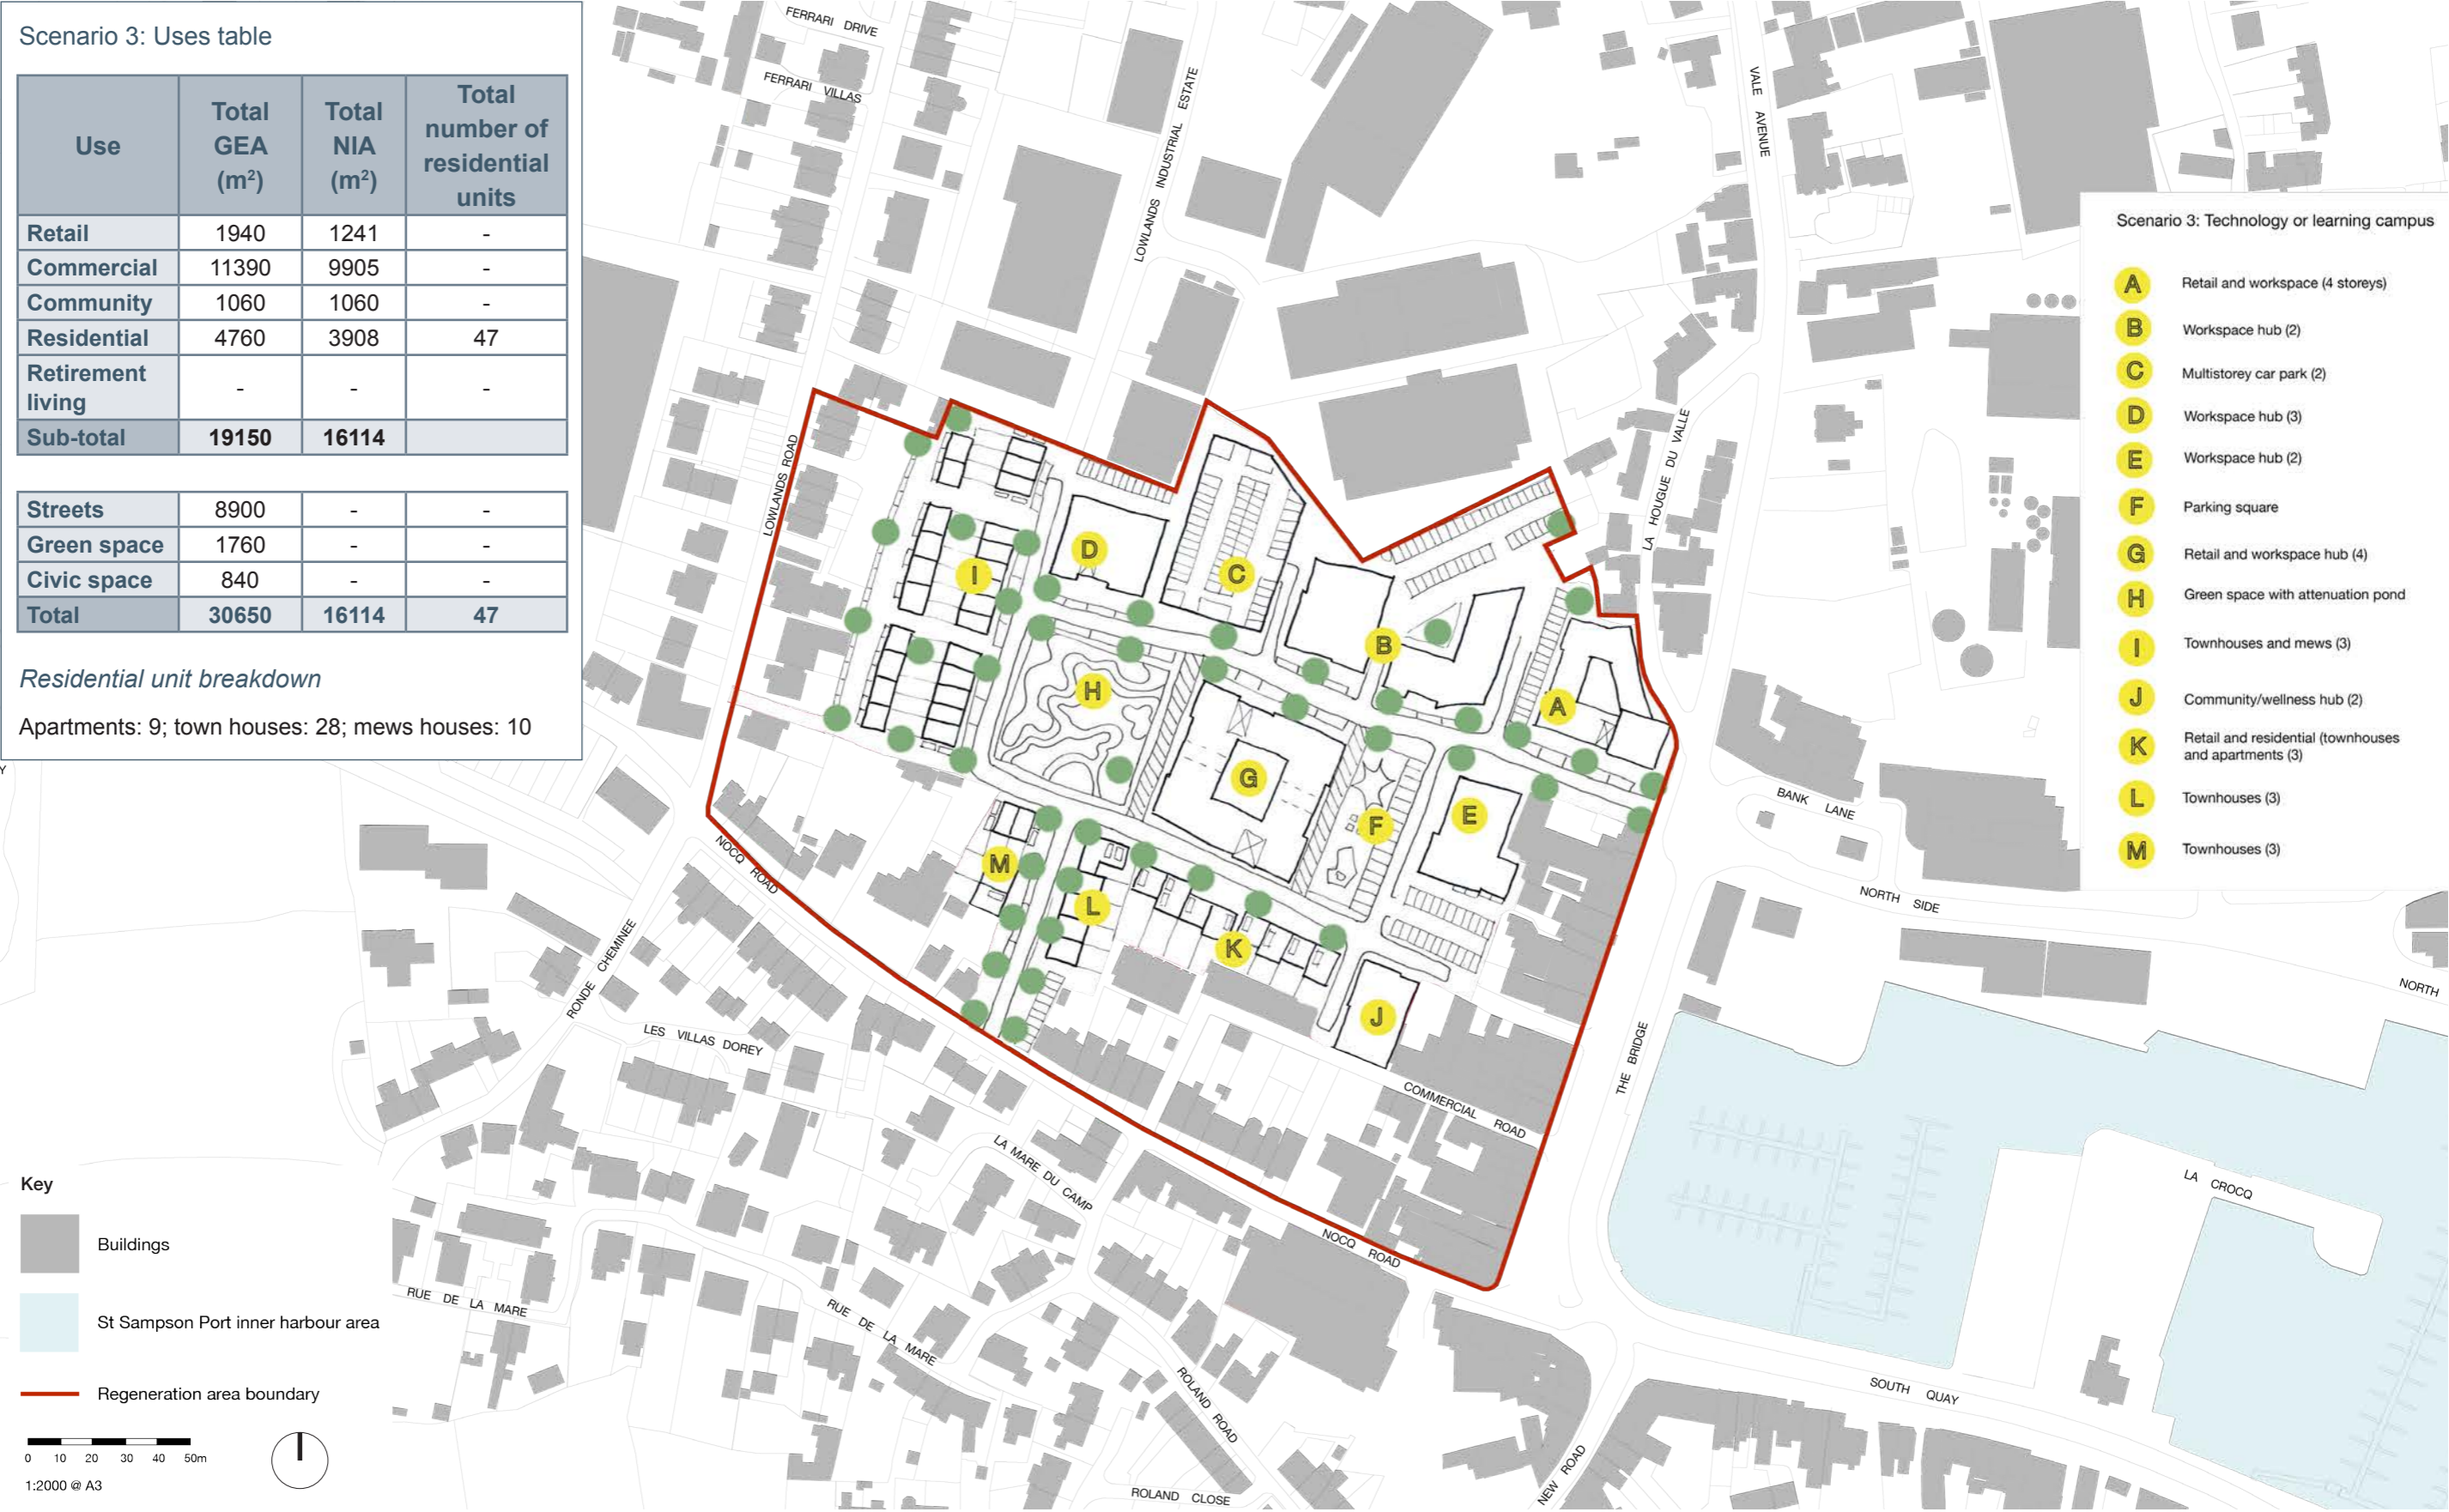 Scenario 3: Uses table
Use
Total GEA (m²)
Total NIA (m²)
Total number of residential units
Retail 1940 1241 -
Commercial 11390 9905 -
Community 1060 1060 -
Residential 4760 3908 47
Retirement living - - -
Sub-total 19150 16114
Streets 8900 - -
Green space 1760 - -
Civic space 840 - -
Total 30650 16114 47
Residential unit breakdown
Apartments: 9; town houses: 28; mews houses: 10
FERRARI DRIVE
FERRARI VILLAS
LOWLANDS INDUSTRIAL ESTATE
VALE AVENUE
LOWLANDS ROAD
LA HOUGUE DU VALLE
D
I
C
B
H
A
G
F
E
M
L
K
J
BANK LANE
NORTH SIDE
NORTH
NOCQ ROAD
RONDE CHEMINEE
LES VILLAS DOREY
THE BRIDGE
COMMERCIAL ROAD
LA MARE DU CAMP
LA CROCQ
NOCQ ROAD
RUE DE LA MARE
RUE DE LA MARE
ROLAND ROAD
SOUTH QUAY
NEW ROAD
ROLAND CLOSE
Y
Scenario 3: Technology or learning campus
A Retail and workspace (4 storeys)
B Workspace hub (2)
C Multistorey car park (2)
D Workspace hub (3)
E Workspace hub (2)
F Parking square
G Retail and workspace hub (4)
H Green space with attenuation pond
I Townhouses and mews (3)
J Community/wellness hub (2)
K Retail and residential (townhouses
and apartments (3)
L Townhouses (3)
M Townhouses (3)
Key
Buildings
St Sampson Port inner harbour area
Regeneration area boundary
0 10 20 30 40 50m
1:2000 @ A3